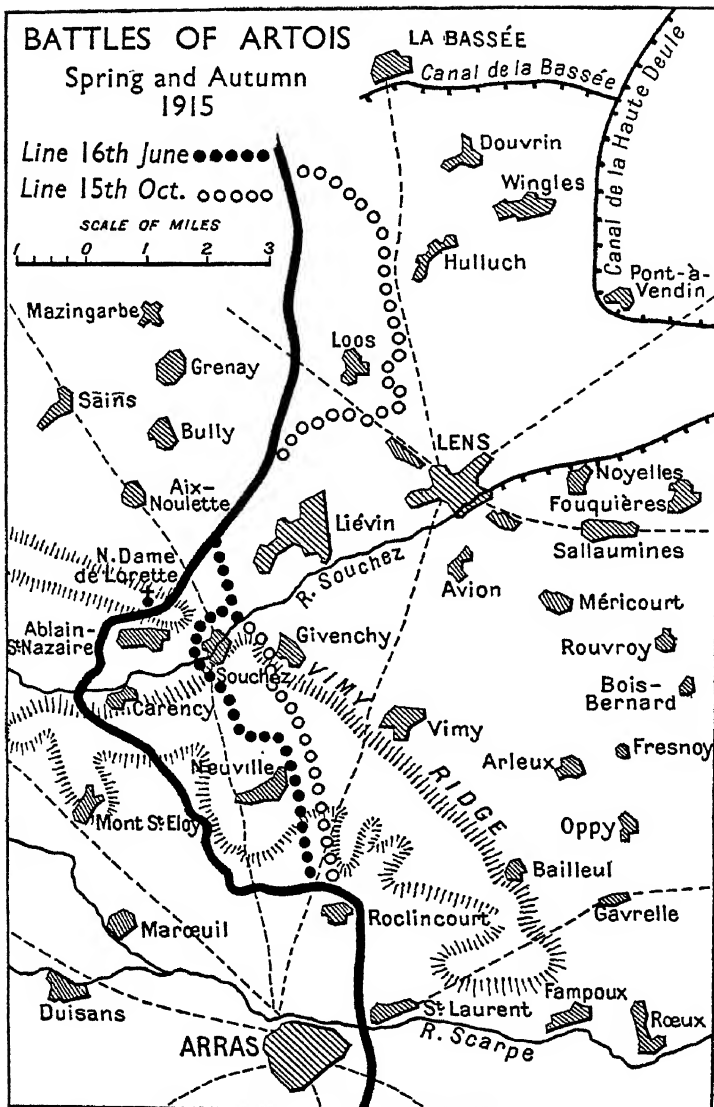 BATTLES OF ARTOIS
Spring and Autumn
1915
Line 16th June
Line 15th Oct.
SCALE OF MILES
1 0 1 2 3
LA BASSÉE
Canal de la Bassée
Canal de la Haute Deule
Douvrin
Wingles
Hulluch
Pont-à-
Vendin
Mazingarbe
Loos
Grenay
Sains
Bully
LENS
Aix-
Noulette
Noyelles
Fouquières
Liévin
Sallaumines
N. Dame
de Lorette
R. Souchez
Avion
Méricourt
Ablain-
St Nazaire
Givenchy
Rouvroy
Souchez
Bois-
Bernard
Carency
VIMY
RIDGE
Vimy
Fresnoy
Arleux
Neuville
Mont St. Eloy
Oppy
Bailleul
Gavrelle
Marœuil
Roclincourt
Duisans
St. Laurent
Fampoux
Rœux
ARRAS
R. Scarpe